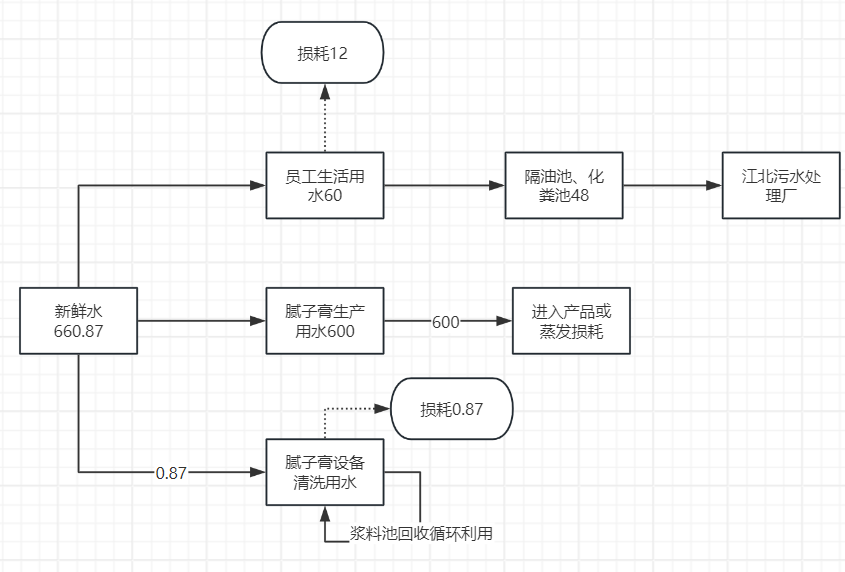 损耗12
员工生活用
水60
隔油池、化
粪池48
江北污水处
理厂
新鲜水
660.87
腻子膏生产
用水600
600
进入产品或
蒸发损耗
损耗0.87
0.87
腻子膏设备
清洗用水
浆料池回收循环利用